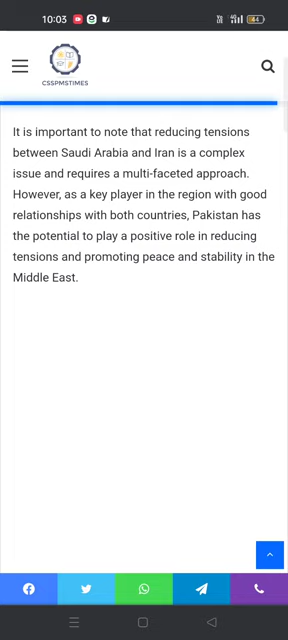 10:03
44
CSSPMSTIMES
It is important to note that reducing tensions
between Saudi Arabia and Iran is a complex
issue and requires a multi-faceted approach.
However, as a key player in the region with good
relationships with both countries, Pakistan has
the potential to play a positive role in reducing
tensions and promoting peace and stability in the
Middle East.